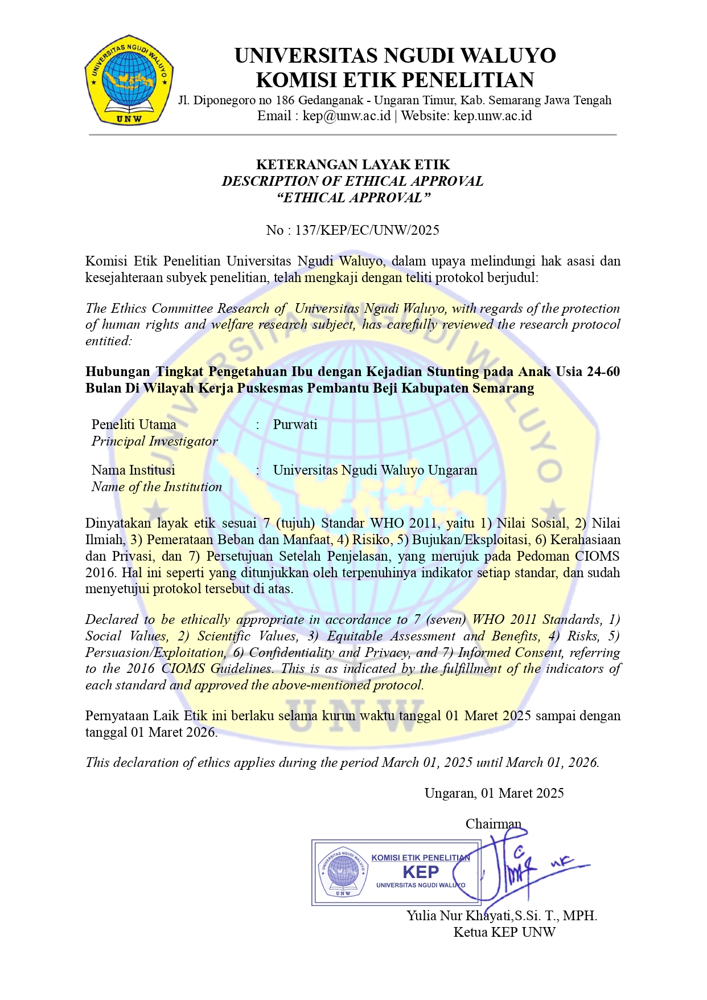 UNIVERSITAS NGUDI WALUYO
UNW
UNIVERSITAS NGUDI WALUYO
KOMISI ETIK PENELITIAN
Jl. Diponegoro no 186 Gedanganak - Ungaran Timur, Kab. Semarang Jawa Tengah
Email : kep@unw.ac.id | Website: kep.unw.ac.id
KETERANGAN LAYAK ETIK
DESCRIPTION OF ETHICAL APPROVAL
“ETHICAL APPROVAL”
No : 137/KEP/EC/UNW/2025
Komisi Etik Penelitian Universitas Ngudi Waluyo, dalam upaya melindungi hak asasi dan
kesejahteraan subyek penelitian, telah mengkaji dengan teliti protokol berjudul:
The Ethics Committee Research of Universitas Ngudi Waluyo, with regards of the protection
of human rights and welfare research subject, has carefully reviewed the research protocol
entitied:
Hubungan Tingkat Pengetahuan Ibu dengan Kejadian Stunting pada Anak Usia 24-60
Bulan Di Wilayah Kerja Puskesmas Pembantu Beji Kabupaten Semarang
Peneliti Utama : Purwati
Principal Investigator
Nama Institusi : Universitas Ngudi Waluyo Ungaran
Name of the Institution
Dinyatakan layak etik sesuai 7 (tujuh) Standar WHO 2011, yaitu 1) Nilai Sosial, 2) Nilai
Ilmiah, 3) Pemerataan Beban dan Manfaat, 4) Risiko, 5) Bujukan/Eksploitasi, 6) Kerahasiaan
dan Privasi, dan 7) Persetujuan Setelah Penjelasan, yang merujuk pada Pedoman CIOMS
2016. Hal ini seperti yang ditunjukkan oleh terpenuhinya indikator setiap standar, dan sudah
menyetujui protokol tersebut di atas.
Declared to be ethically appropriate in accordance to 7 (seven) WHO 2011 Standards, 1)
Social Values, 2) Scientific Values, 3) Equitable Assessment and Benefits, 4) Risks, 5)
Persuasion/Exploitation, 6) Confidentiality and Privacy, and 7) Informed Consent, referring
to the 2016 CIOMS Guidelines. This is as indicated by the fulfillment of the indicators of
each standard and approved the above-mentioned protocol.
Pernyataan Laik Etik ini berlaku selama kurun waktu tanggal 01 Maret 2025 sampai dengan
tanggal 01 Maret 2026.
This declaration of ethics applies during the period March 01, 2025 until March 01, 2026.
UNIVERSITAS NGUDI WALUYO
UNW
Ungaran, 01 Maret 2025
Chairman
UNIVERSITAS NGUDI WALUYO
UNW
KOMISI ETIK PENELITIAN
KEP
UNIVERSITAS NGUDI WALUYO
Yulia Nur Khayati,S.Si. T., MPH.
Ketua KEP UNW